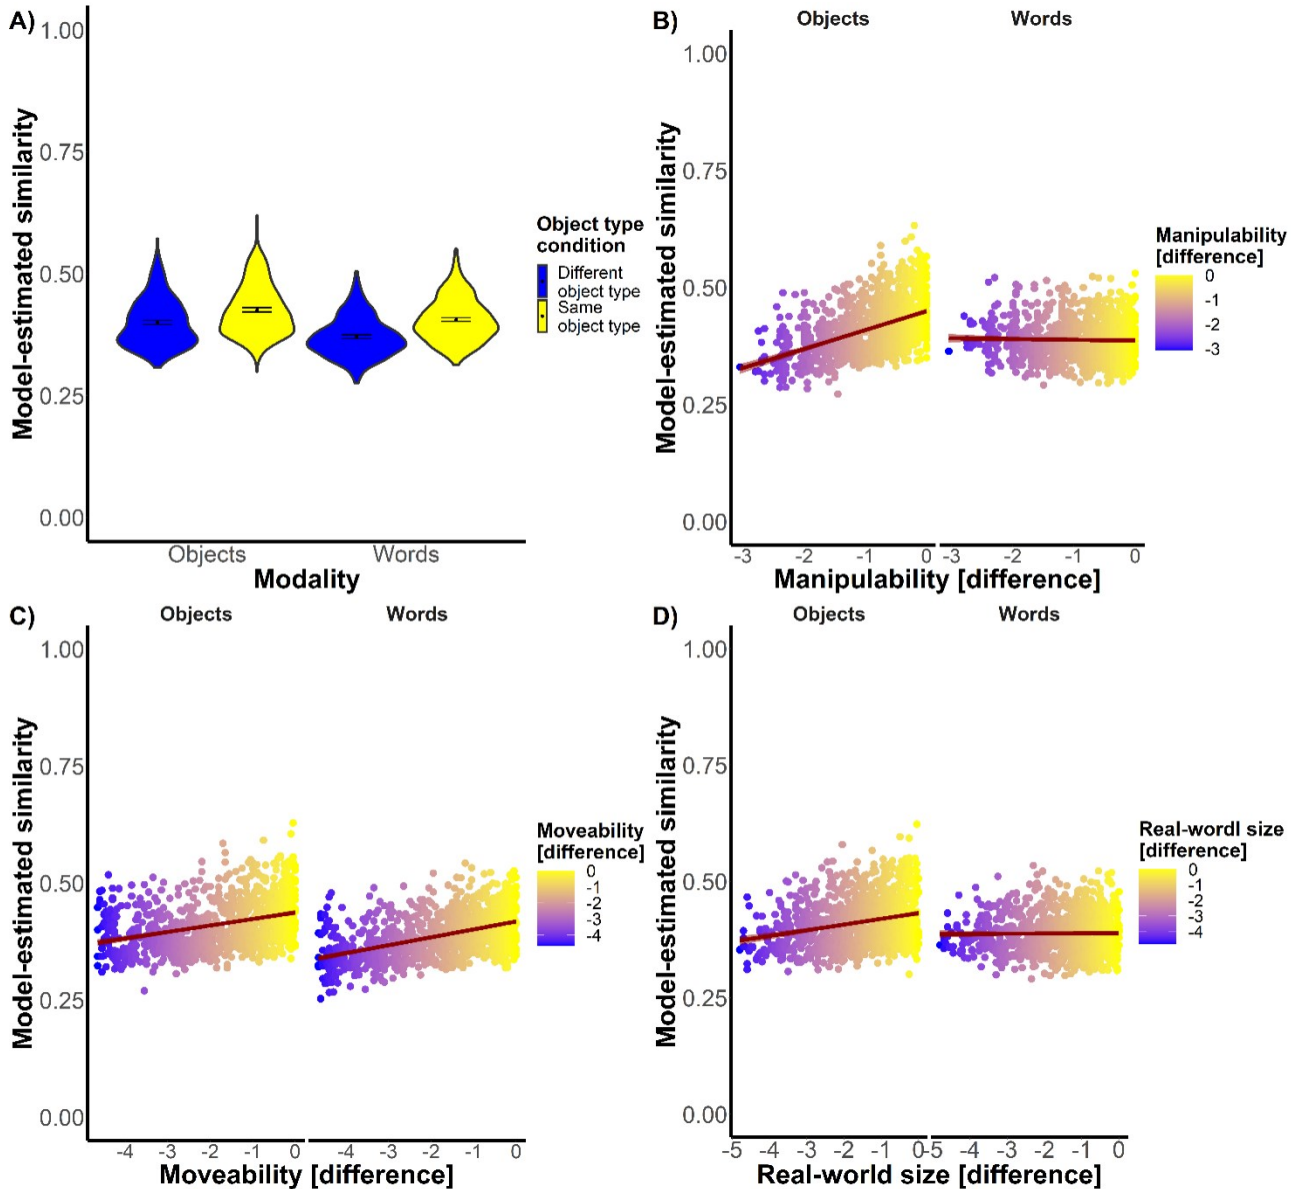 A)
1.00
0.75
0.50
0.25
0.00
Model-estimated similarity
Objects
Words
Modality
Object type
condition
Different
object type
Same
object type
B)
Objects
Words
1.00
0.75
0.50
0.25
0.00
Model-estimated similarity
-3
-2
-1
0
-3
-2
-1
0
Manipulability [difference]
Manipulability
[difference]
0
-1
-2
-3
C)
Objects
Words
1.00
0.75
0.50
0.25
0.00
Model-estimated similarity
-4
-3
-2
-1
0
-4
-3
-2
-1
0
Moveability [difference]
Moveability
[difference]
0
-1
-2
-3
-4
D)
Objects
Words
1.00
0.75
0.50
0.25
0.00
Model-estimated similarity
-5
-4
-3
-2
-1
0
-5
-4
-3
-2
-1
0
Real-world size [difference]
Real-wordl size
[difference]
0
-1
-2
-3
-4